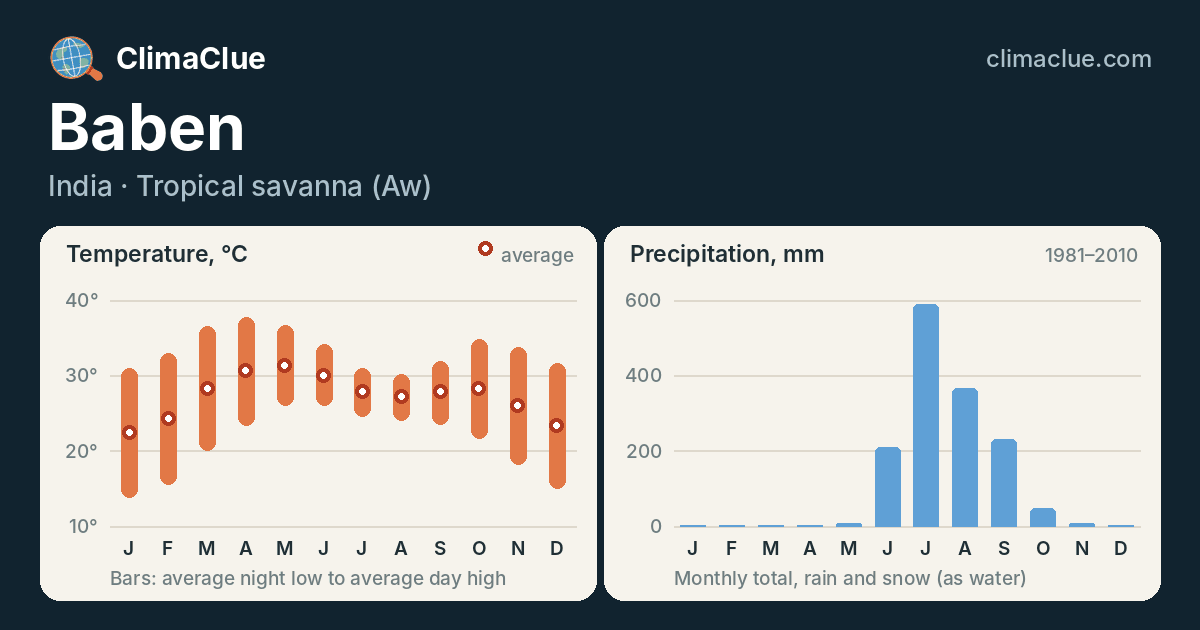 ClimaClue
climaclue.com
Baben
India · Tropical savanna (Aw)
Temperature, °C
average
40°
30°
20°
10°
J F M A M J J A S O N D
Bars: average night low to average day high
Precipitation, mm
1981–2010
600
400
200
0
J F M A M J J A S O N D
Monthly total, rain and snow (as water)